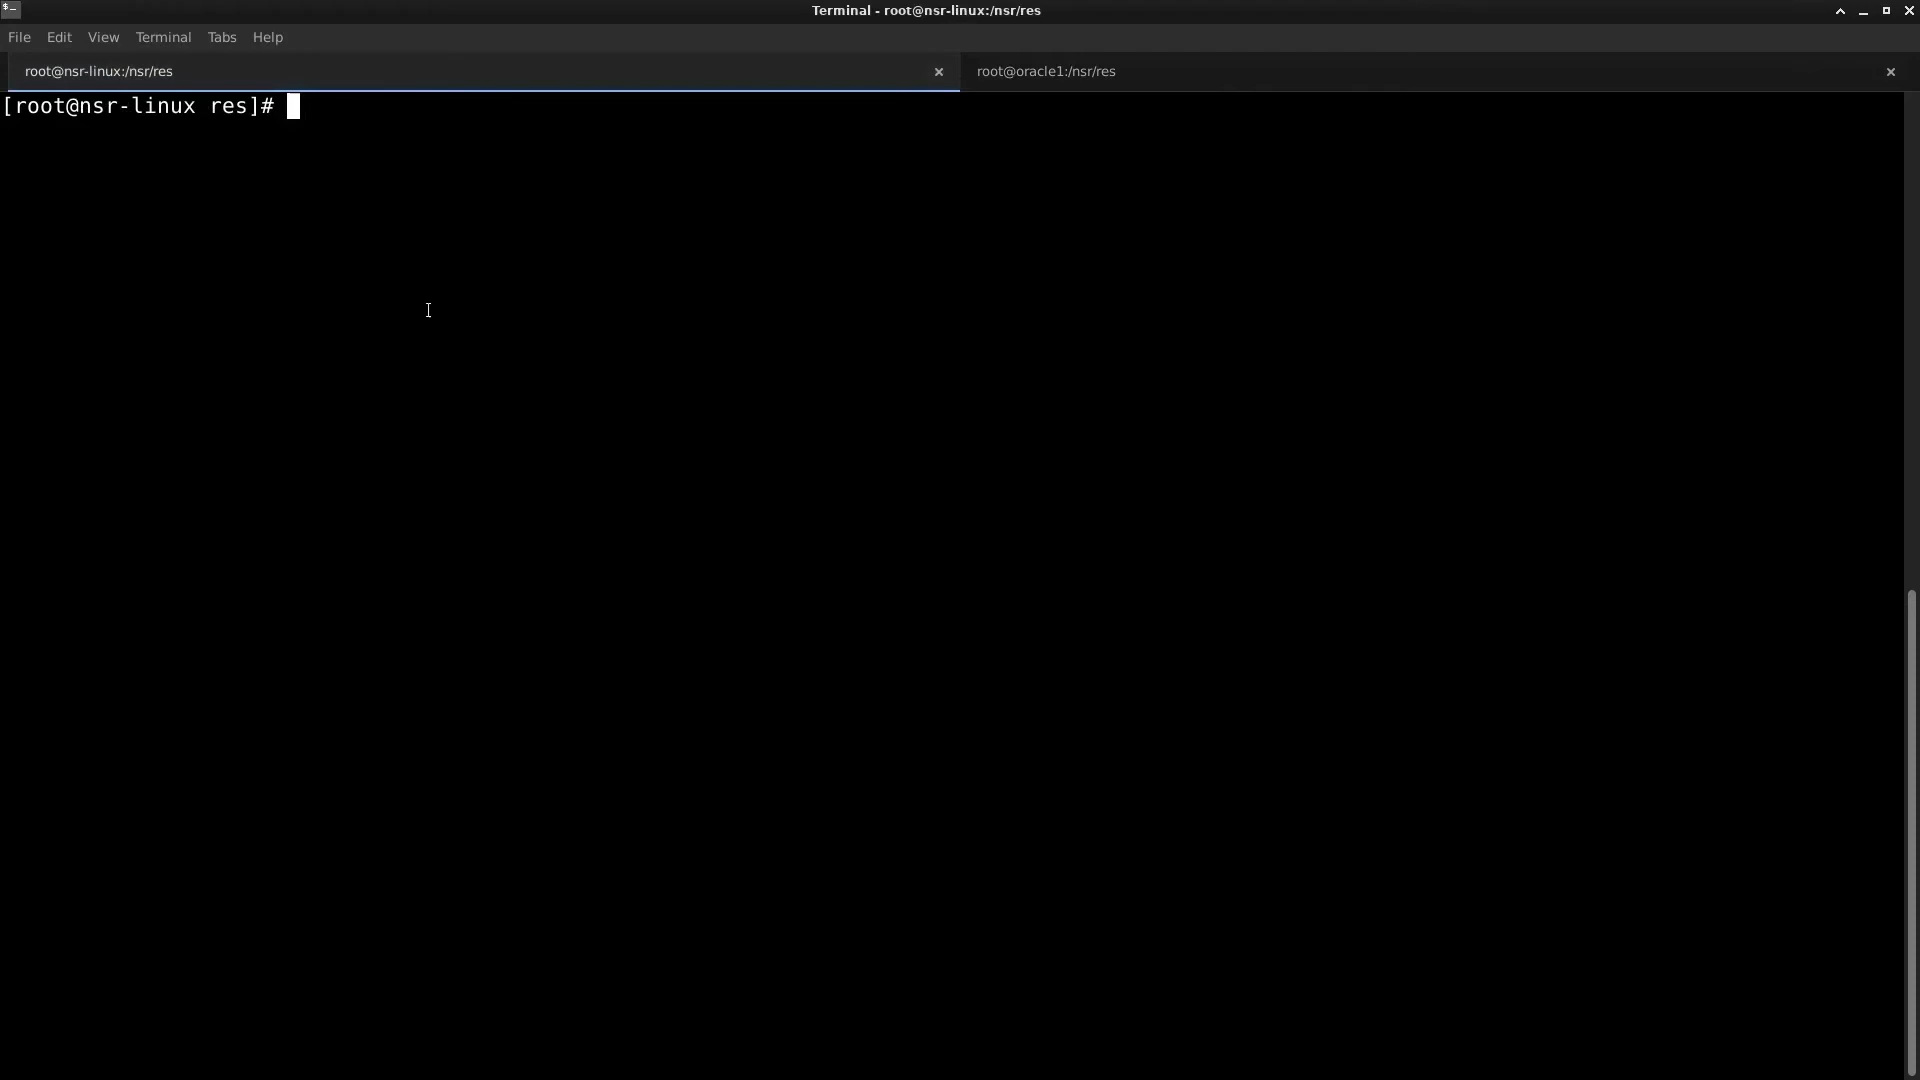 Terminal - root@nsr-linux:/nsr/res
File Edit View Terminal Tabs Help
root@nsr-linux:/nsr/res root@oracle1:/nsr/res
[root@nsr-linux res]#